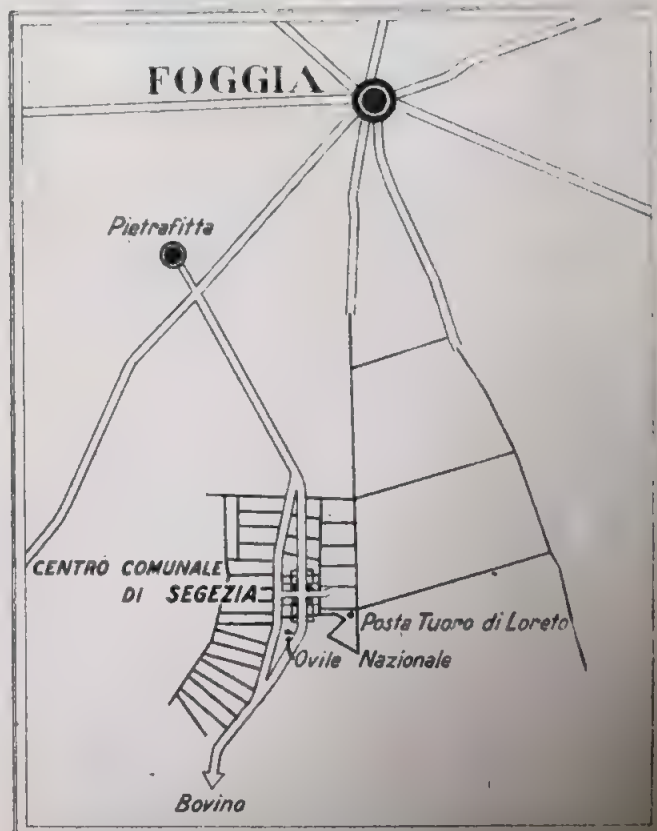 FOGGIA
Pietrafitta
CENTRO COMUNALE
DI SEGEZIA
Posta Tuoro di Loreto
Ovile Nazionale
Bovino